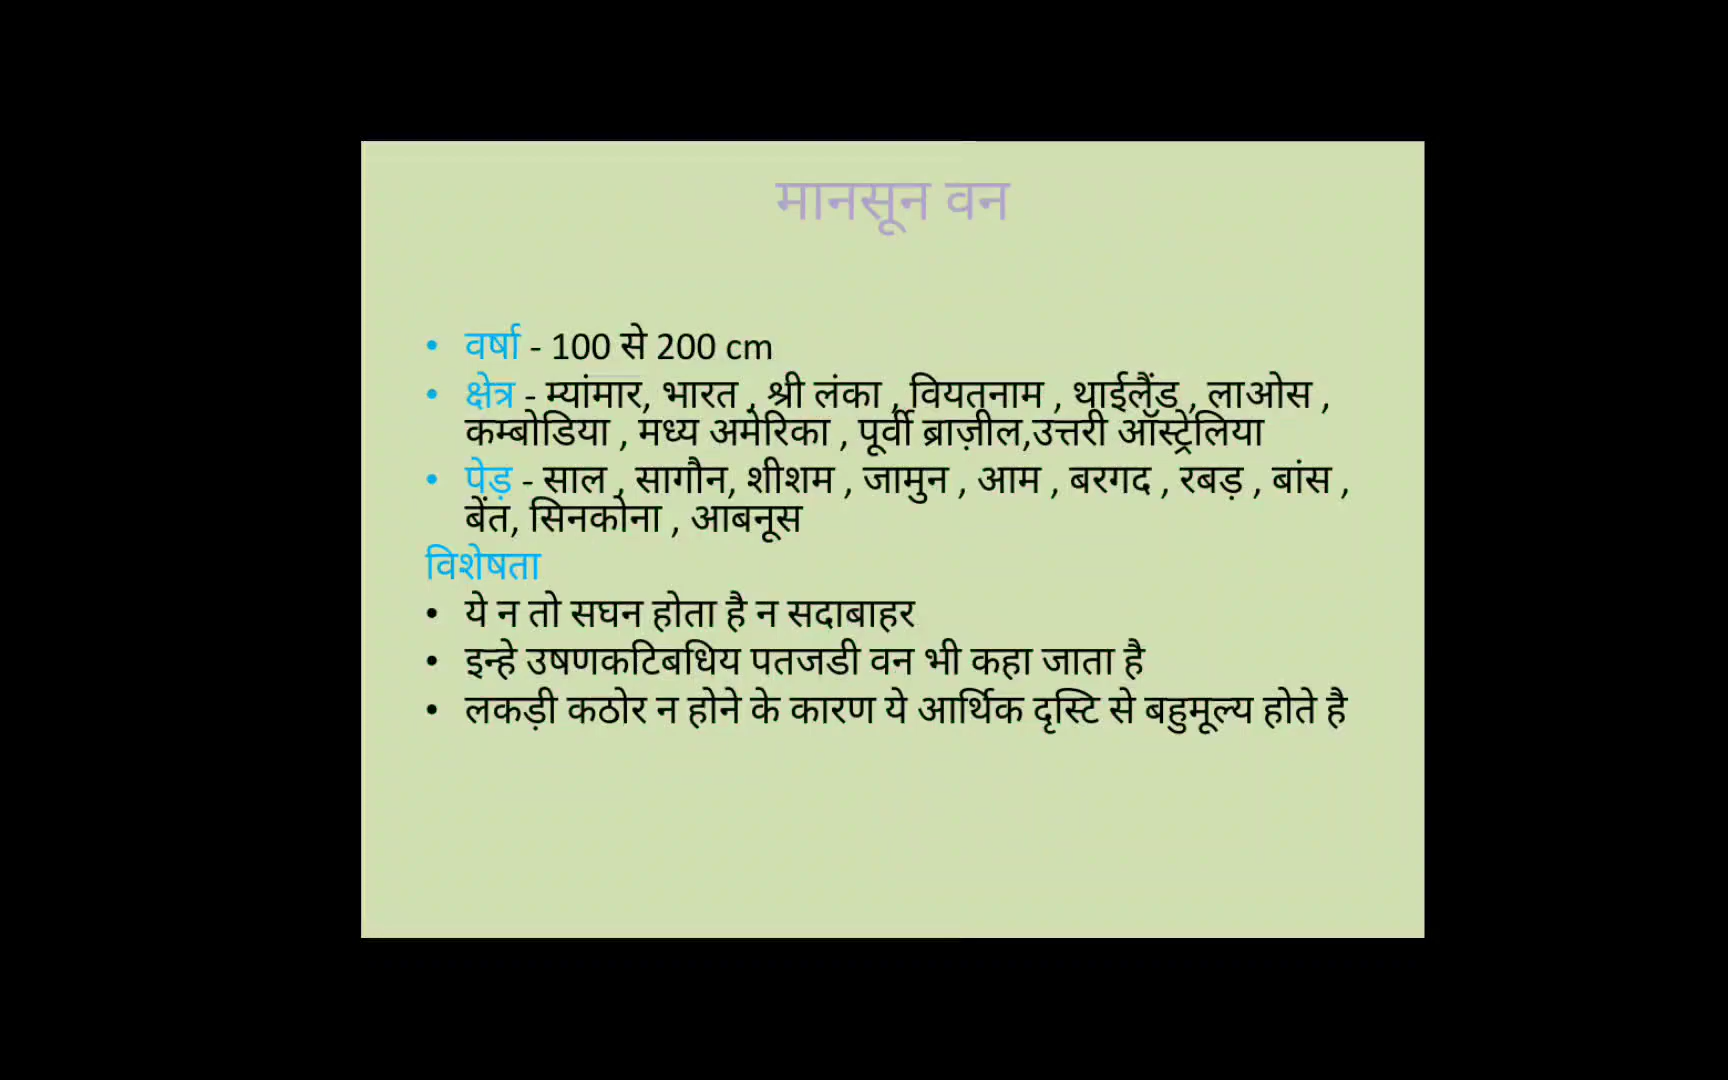 मानसून वन
• वर्षा - 100 से 200 cm
• क्षेत्र - म्यांमार, भारत , श्री लंका , वियतनाम , थाईलैंड , लाओस ,
कम्बोडिया , मध्य अमेरिका , पूर्वी ब्राज़ील,उत्तरी ऑस्ट्रेलिया
• पेड़ - साल , सागौन, शीशम , जामुन , आम , बरगद , रबड़ , बांस ,
बेंत, सिनकोना , आबनूस
विशेषता
• ये न तो सघन होता है न सदाबाहर
• इन्हे उषणकटिबधिय पतजडी वन भी कहा जाता है
• लकड़ी कठोर न होने के कारण ये आर्थिक दृस्टि से बहुमूल्य होते है